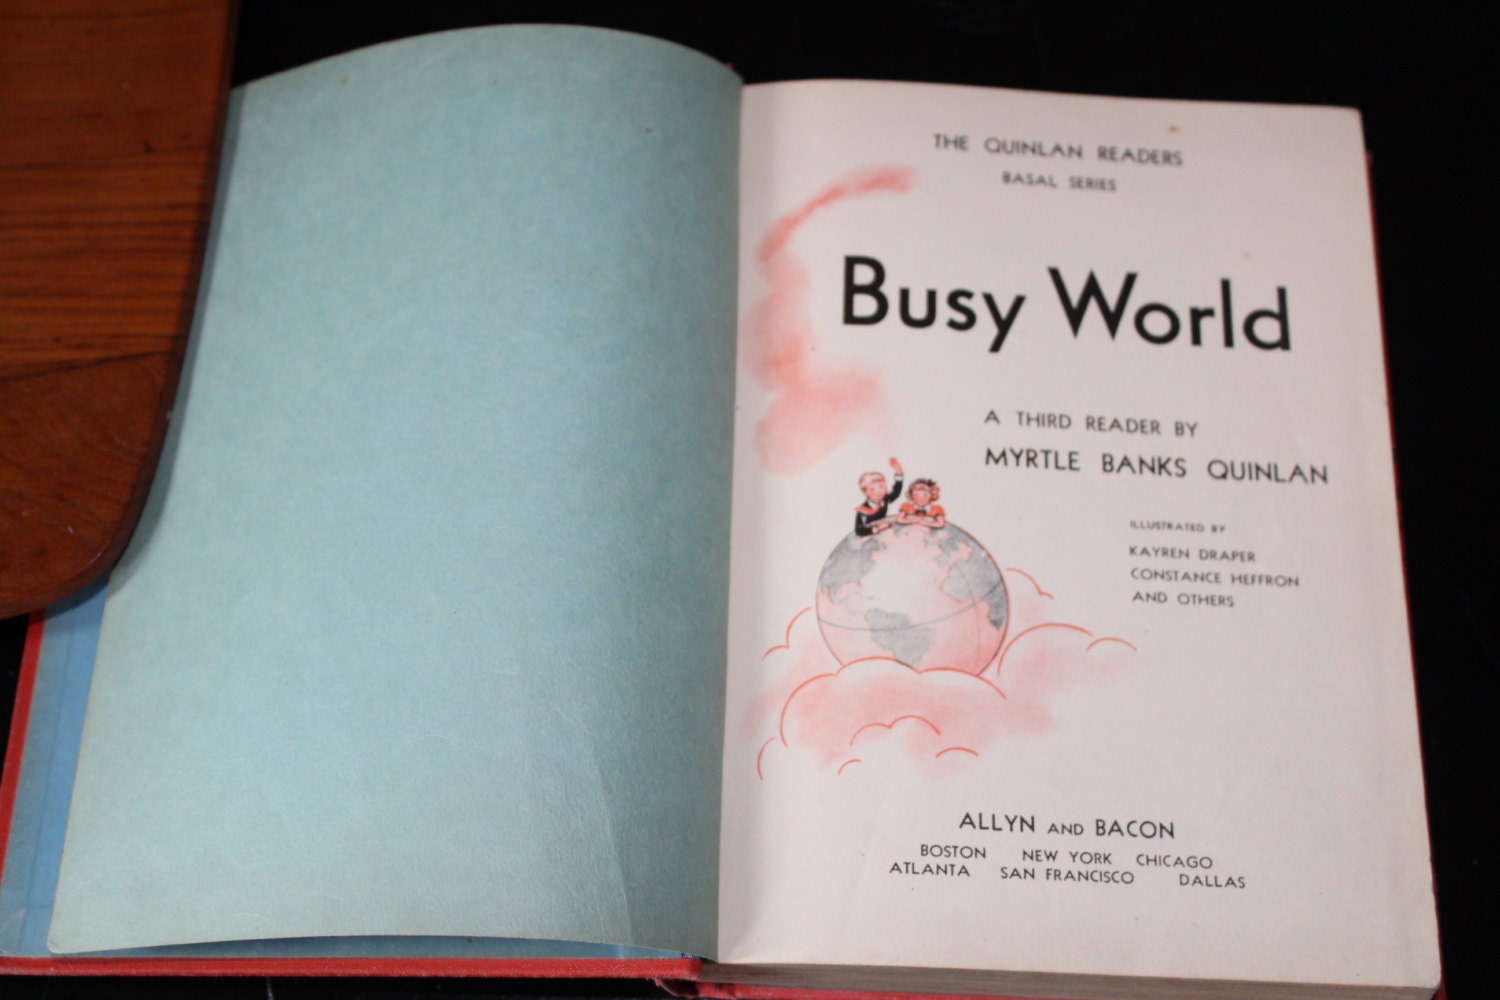 THE QUINLAN READERS
BASAL SERIES
Busy World
A THIRD READER BY
MYRTLE BANKS QUINLAN
ILLUSTRATED BY
KAYREN DRAPER
CONSTANCE HEFFRON
AND OTHERS
ALLYN AND BACON
BOSTON NEW YORK CHICAGO
ATLANTA SAN FRANCISCO DALLAS